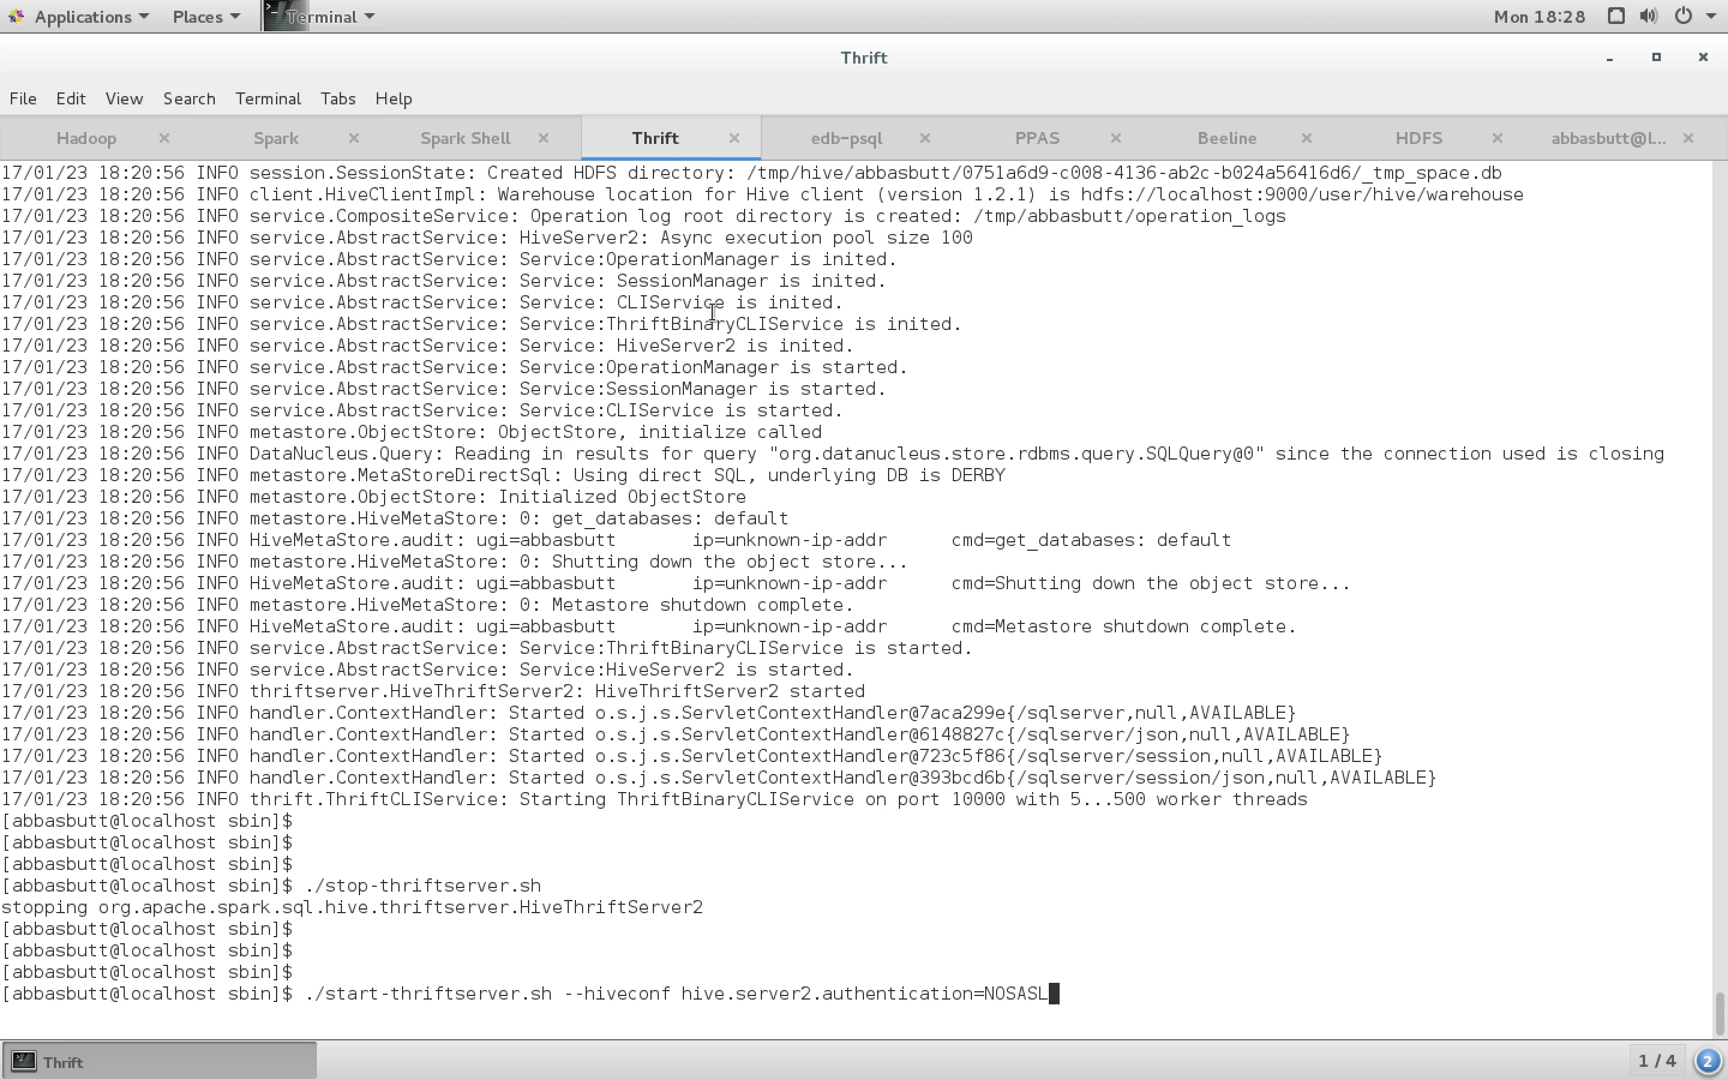 Applications Places Terminal Mon 18:28
Thrift
File Edit View Search Terminal Tabs Help
Hadoop Spark Spark Shell Thrift edb-psql PPAS Beeline HDFS abbasbutt@l...
17/01/23 18:20:56 INFO session.SessionState: Created HDFS directory: /tmp/hive/abbasbutt/0751a6d9-c008-4136-ab2c-b024a56416d6/_tmp_space.db
17/01/23 18:20:56 INFO client.HiveClientImpl: Warehouse location for Hive client (version 1.2.1) is hdfs://localhost:9000/user/hive/warehouse
17/01/23 18:20:56 INFO service.CompositeService: Operation log root directory is created: /tmp/abbasbutt/operation_logs
17/01/23 18:20:56 INFO service.AbstractService: HiveServer2: Async execution pool size 100
17/01/23 18:20:56 INFO service.AbstractService: Service:OperationManager is inited.
17/01/23 18:20:56 INFO service.AbstractService: Service: SessionManager is inited.
17/01/23 18:20:56 INFO service.AbstractService: Service: CLIService is inited.
17/01/23 18:20:56 INFO service.AbstractService: Service:ThriftBinaryCLIService is inited.
17/01/23 18:20:56 INFO service.AbstractService: Service: HiveServer2 is inited.
17/01/23 18:20:56 INFO service.AbstractService: Service:OperationManager is started.
17/01/23 18:20:56 INFO service.AbstractService: Service:SessionManager is started.
17/01/23 18:20:56 INFO service.AbstractService: Service:CLIService is started.
17/01/23 18:20:56 INFO metastore.ObjectStore: ObjectStore, initialize called
17/01/23 18:20:56 INFO DataNucleus.Query: Reading in results for query "org.datanucleus.store.rdbms.query.SQLQuery@0" since the connection used is closing
17/01/23 18:20:56 INFO metastore.MetaStoreDirectSql: Using direct SQL, underlying DB is DERBY
17/01/23 18:20:56 INFO metastore.ObjectStore: Initialized ObjectStore
17/01/23 18:20:56 INFO metastore.HiveMetaStore: 0: get_databases: default
17/01/23 18:20:56 INFO HiveMetaStore.audit: ugi=abbasbutt ip=unknown-ip-addr cmd=get_databases: default
17/01/23 18:20:56 INFO metastore.HiveMetaStore: 0: Shutting down the object store...
17/01/23 18:20:56 INFO HiveMetaStore.audit: ugi=abbasbutt ip=unknown-ip-addr cmd=Shutting down the object store...
17/01/23 18:20:56 INFO metastore.HiveMetaStore: 0: Metastore shutdown complete.
17/01/23 18:20:56 INFO HiveMetaStore.audit: ugi=abbasbutt ip=unknown-ip-addr cmd=Metastore shutdown complete.
17/01/23 18:20:56 INFO service.AbstractService: Service:ThriftBinaryCLIService is started.
17/01/23 18:20:56 INFO service.AbstractService: Service:HiveServer2 is started.
17/01/23 18:20:56 INFO thriftserver.HiveThriftServer2: HiveThriftServer2 started
17/01/23 18:20:56 INFO handler.ContextHandler: Started o.s.j.s.ServletContextHandler@7aca299e{/sqlserver,null,AVAILABLE}
17/01/23 18:20:56 INFO handler.ContextHandler: Started o.s.j.s.ServletContextHandler@6148827c{/sqlserver/json,null,AVAILABLE}
17/01/23 18:20:56 INFO handler.ContextHandler: Started o.s.j.s.ServletContextHandler@723c5f86{/sqlserver/session,null,AVAILABLE}
17/01/23 18:20:56 INFO handler.ContextHandler: Started o.s.j.s.ServletContextHandler@393bcd6b{/sqlserver/session/json,null,AVAILABLE}
17/01/23 18:20:56 INFO thrift.ThriftCLIService: Starting ThriftBinaryCLIService on port 10000 with 5...500 worker threads
[abbasbutt@localhost sbin]$
[abbasbutt@localhost sbin]$
[abbasbutt@localhost sbin]$
[abbasbutt@localhost sbin]$ ./stop-thriftserver.sh
stopping org.apache.spark.sql.hive.thriftserver.HiveThriftServer2
[abbasbutt@localhost sbin]$
[abbasbutt@localhost sbin]$
[abbasbutt@localhost sbin]$
[abbasbutt@localhost sbin]$ ./start-thriftserver.sh --hiveconf hive.server2.authentication=NOSASL
Thrift 1 / 4 2